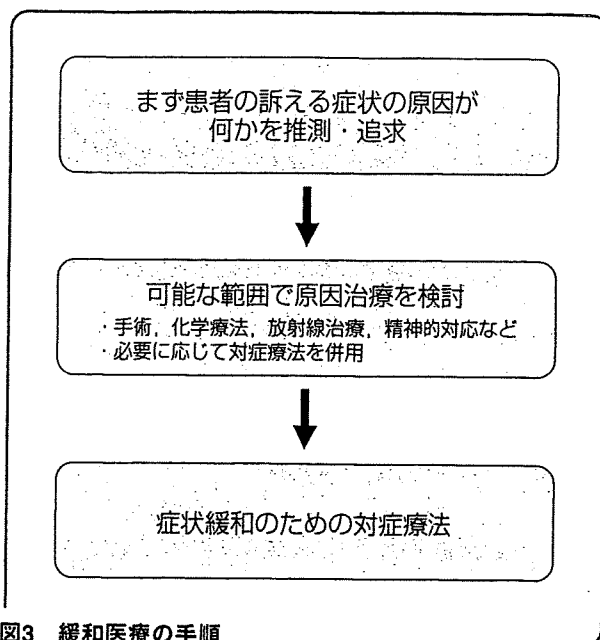 まず患者の訴える症状の原因が
何かを推測・追求
可能な範囲で原因治療を検討
・手術，化学療法，放射線治療，精神的対応など
・必要に応じて対症療法を併用
症状緩和のための対症療法
図3 緩和医療の手順